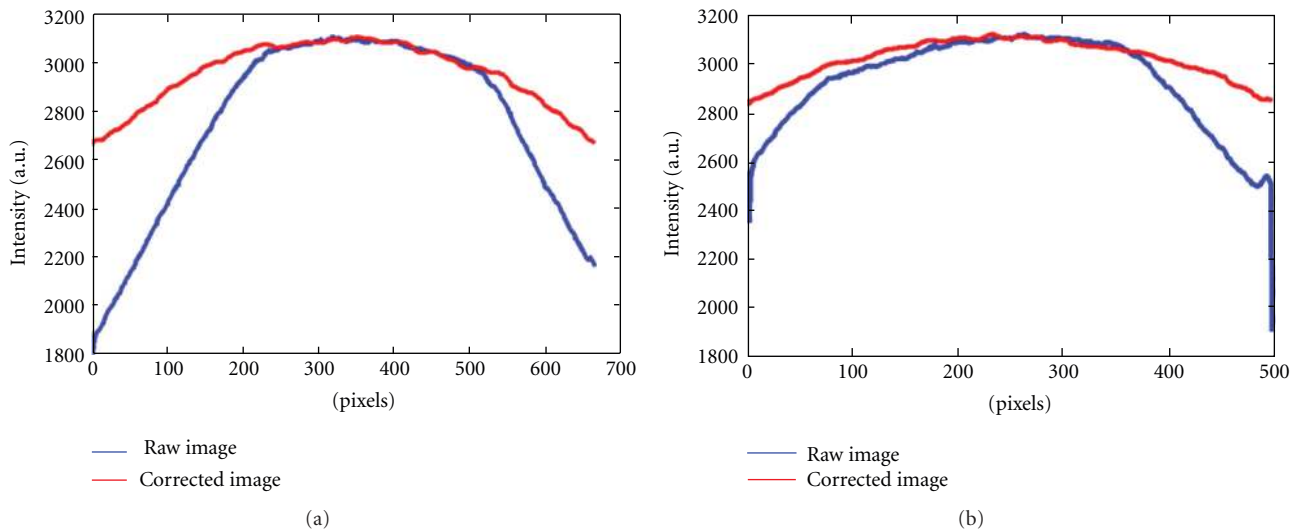 3200
3000
2800
2600
2400
2200
2000
1800
Intensity (a.u.)
0 100 200 300 400 500 600 700
(pixels)
Raw image
Corrected image
(a)
3200
3000
2800
2600
2400
2200
2000
1800
Intensity (a.u.)
0 100 200 300 400 500
(pixels)
Raw image
Corrected image
(b)